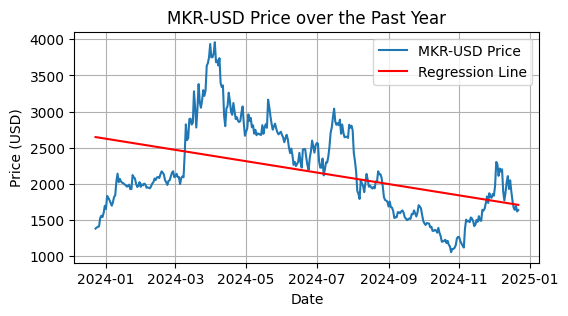 MKR-USD Price over the Past Year
MKR-USD Price
Regression Line
Price (USD)
4000
3500
3000
2500
2000
1500
1000
2024-01
2024-03
2024-05
2024-07
2024-09
2024-11
2025-01
Date